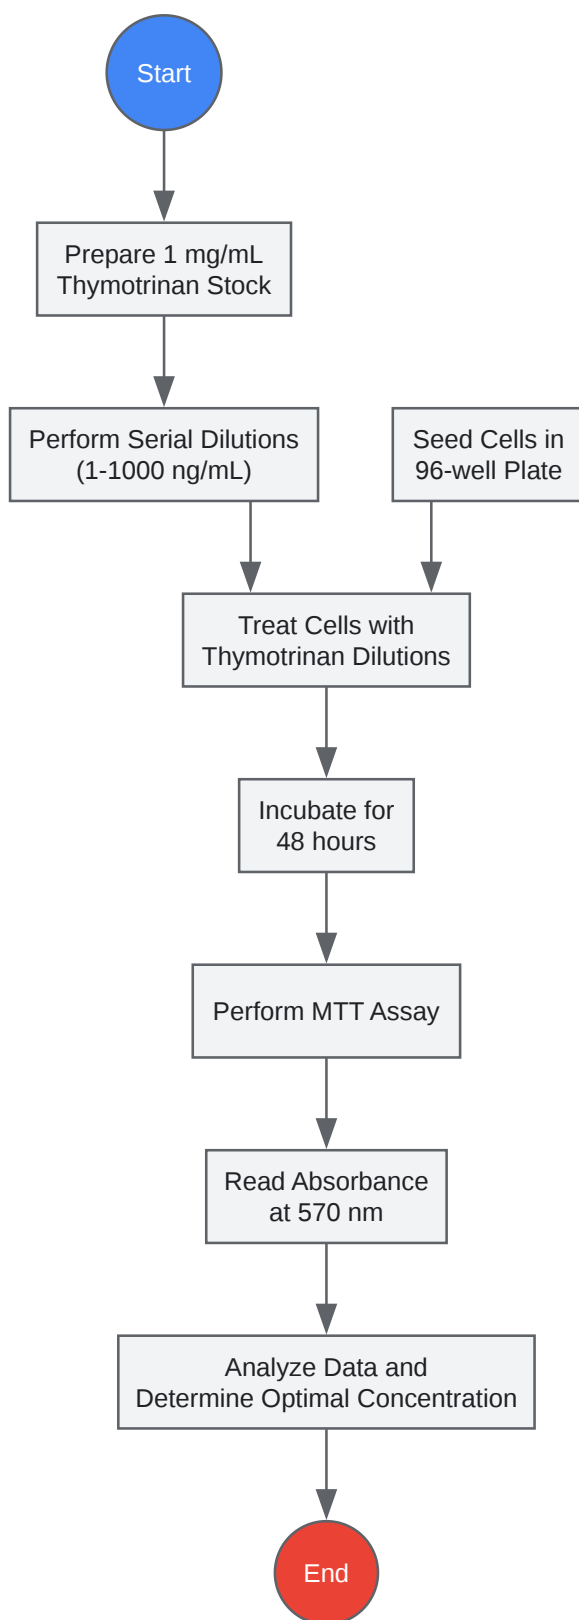 Start
Prepare 1 mg/mL
Thymotrinan Stock
Perform Serial Dilutions
(1-1000 ng/mL)
Seed Cells in
96-well Plate
Treat Cells with
Thymotrinan Dilutions
Incubate for
48 hours
Perform MTT Assay
Read Absorbance
at 570 nm
Analyze Data and
Determine Optimal Concentration
End